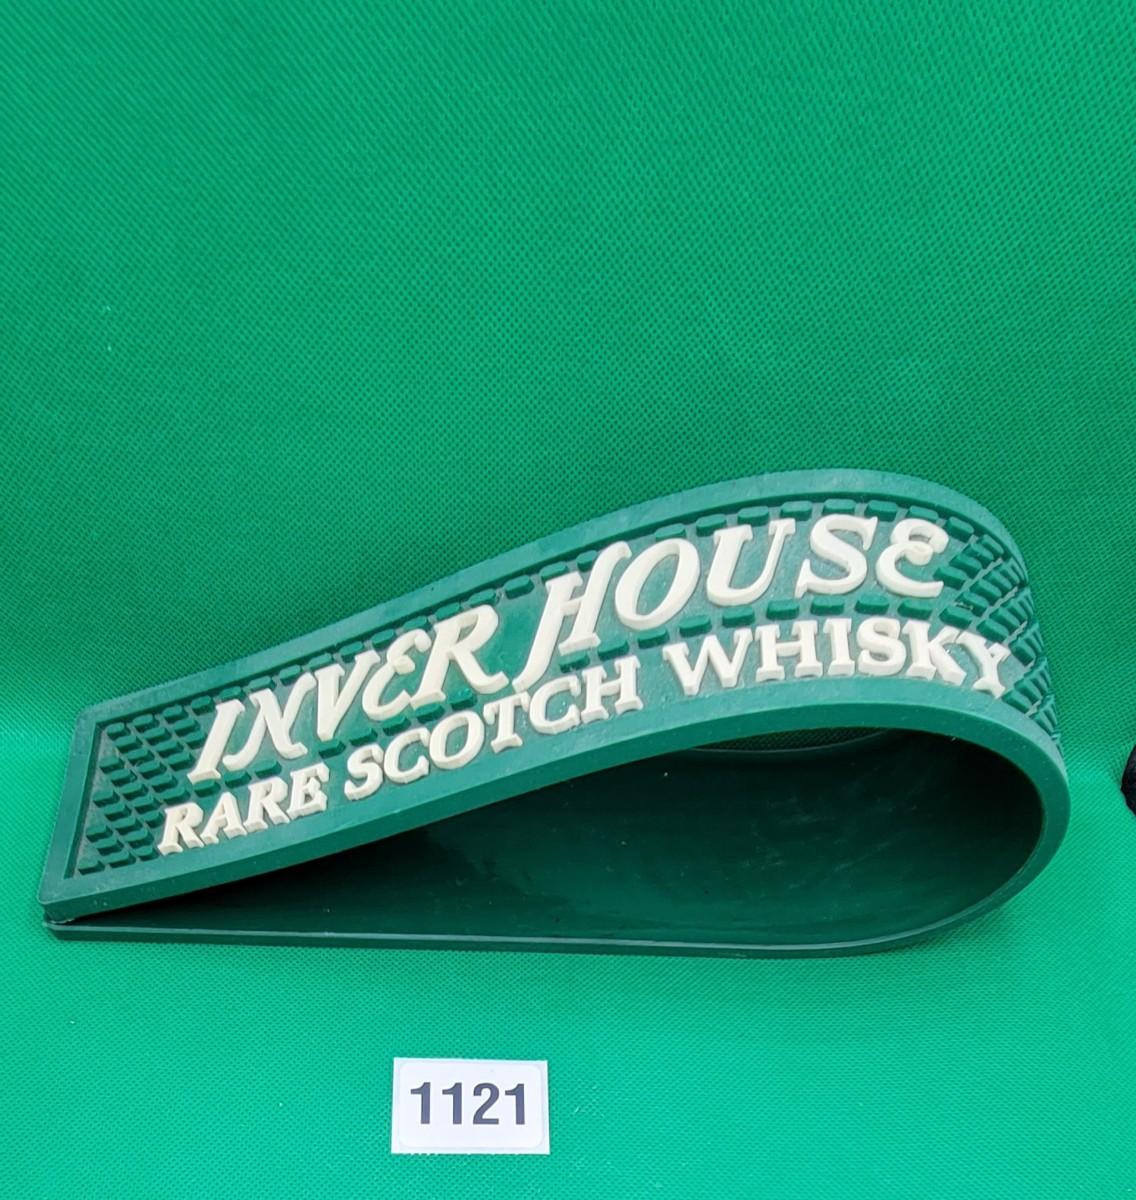 INVER HOUSE
RARE SCOTCH WHISKY
1121